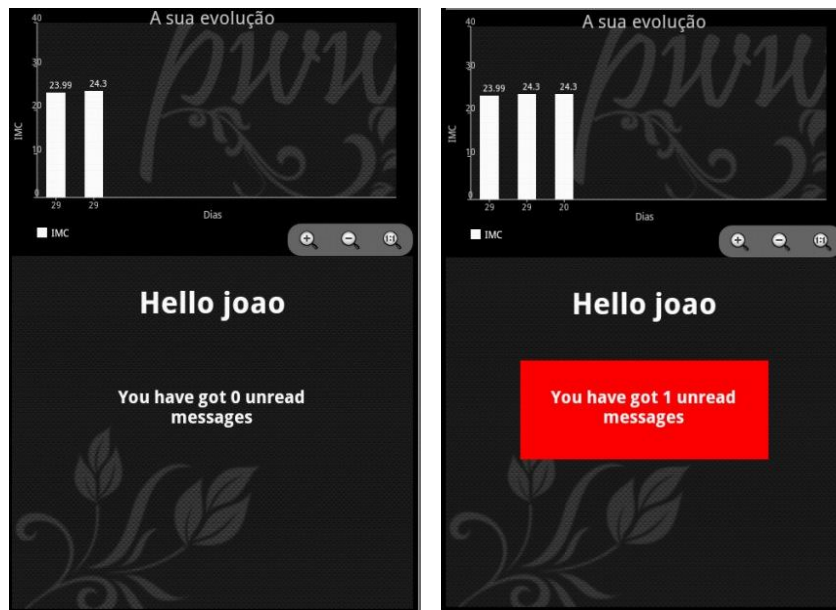 A sua evolução
40
30
20
10
0
IMC
23.99
24.3
29
29
Dias
IMC
Hello joao
You have got 0 unread
messages
A sua evolução
40
30
20
10
0
IMC
23.99
24.3
24.3
29
29
20
Dias
IMC
Hello joao
You have got 1 unread
messages